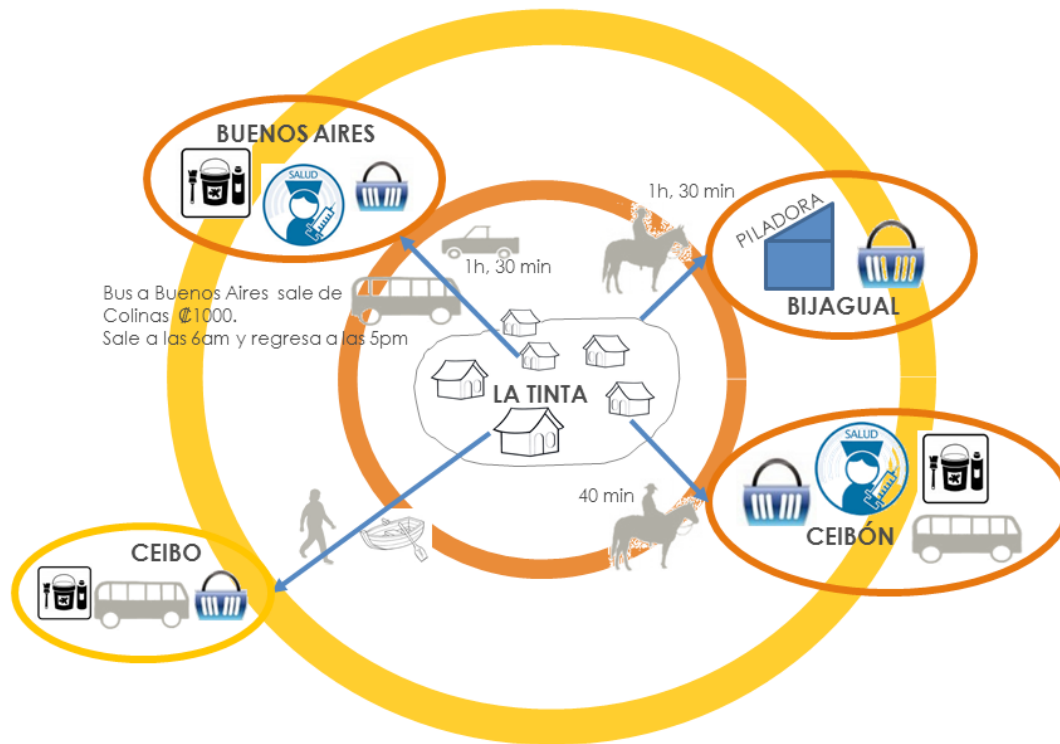 BUENOS AIRES
SALUD
1h, 30 min
1h, 30 min
PILADORA
BIJAGUAL
Bus a Buenos Aires sale de
Colinas ₡1000.
Sale a las 6am y regresa a las 5pm
LA TINTA
40 min
SALUD
CEIBÓN
CEIBO